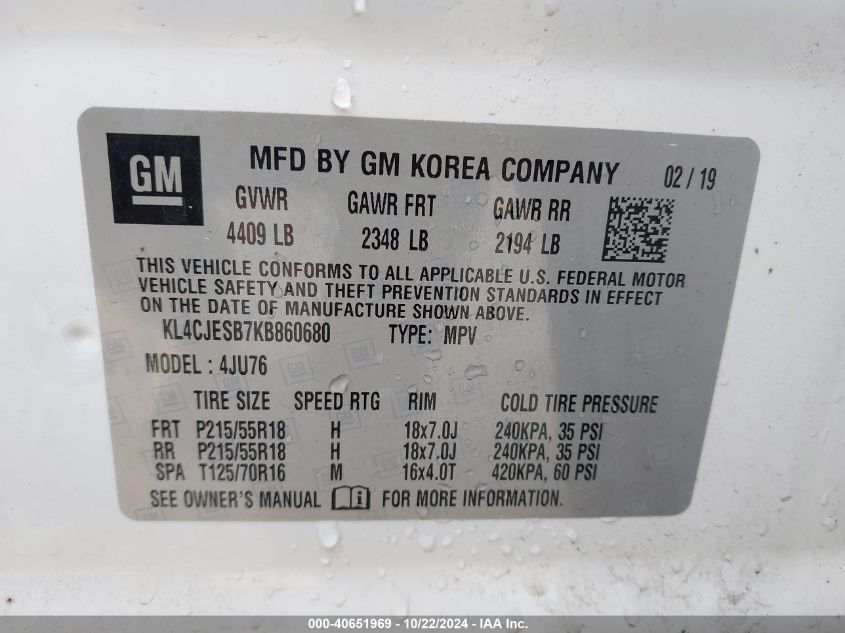 GM
MFD BY GM KOREA COMPANY 02 / 19
GVWR GAWR FRT GAWR RR
4409 LB 2348 LB 2194 LB
THIS VEHICLE CONFORMS TO ALL APPLICABLE U.S. FEDERAL MOTOR
VEHICLE SAFETY AND THEFT PREVENTION STANDARDS IN EFFECT
ON THE DATE OF MANUFACTURE SHOWN ABOVE.
KL4CJESB7KB860680 TYPE: MPV
MODEL : 4JU76
TIRE SIZE SPEED RTG RIM COLD TIRE PRESSURE
FRT P215/55R18 H 18x7.0J 240KPA, 35 PSI
RR P215/55R18 H 18x7.0J 240KPA, 35 PSI
SPA T125/70R16 M 16x4.0T 420KPA, 60 PSI
SEE OWNER'S MANUAL FOR MORE INFORMATION.
000-40651969 - 10/22/2024 - IAA Inc.